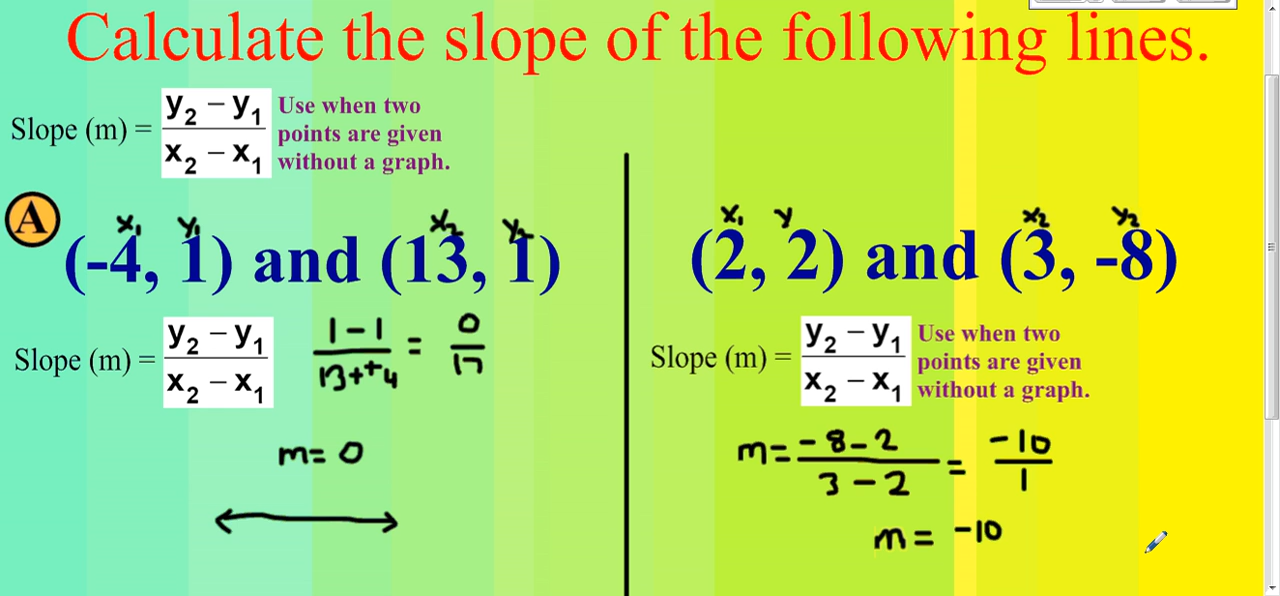 Calculate the slope of the following lines.
Slope (m) = y₂ − y₁ / x₂ − x₁
Use when two
points are given
without a graph.
A
x₁ y₁ x₂ y₂
(-4, 1) and (13, 1)
Slope (m) = y₂ − y₁ / x₂ − x₁
1 - 1 / 13 + +4 = 0 / 17
m = 0
x₁ y x₂ y₂
(2, 2) and (3, -8)
Slope (m) = y₂ − y₁ / x₂ − x₁
Use when two
points are given
without a graph.
m = -8 - 2 / 3 - 2 = -10 / 1
m = -10